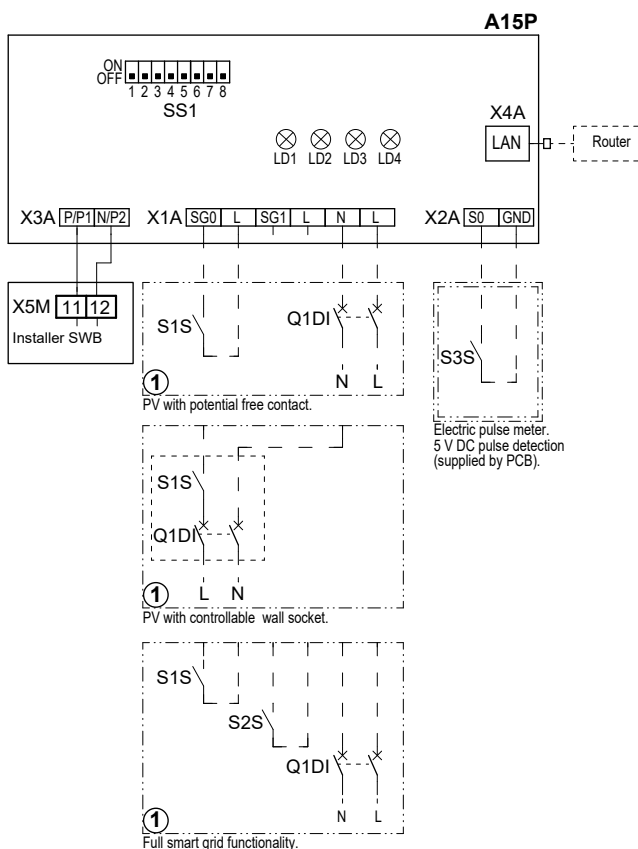 A15P
ON
OFF
1 2 3 4 5 6 7 8
SS1
LD1 LD2 LD3 LD4
X4A
LAN
Router
X3A P/P1 N/P2
X1A SG0 L SG1 L N L
X2A S0 GND
X5M 11 12
Installer SWB
S1S
Q1DI
N L
1
PV with potential free contact.
S3S
Electric pulse meter.
5 V DC pulse detection
(supplied by PCB).
S1S
Q1DI
L N
1
PV with controllable wall socket.
S1S
S2S
Q1DI
N L
1
Full smart grid functionality.